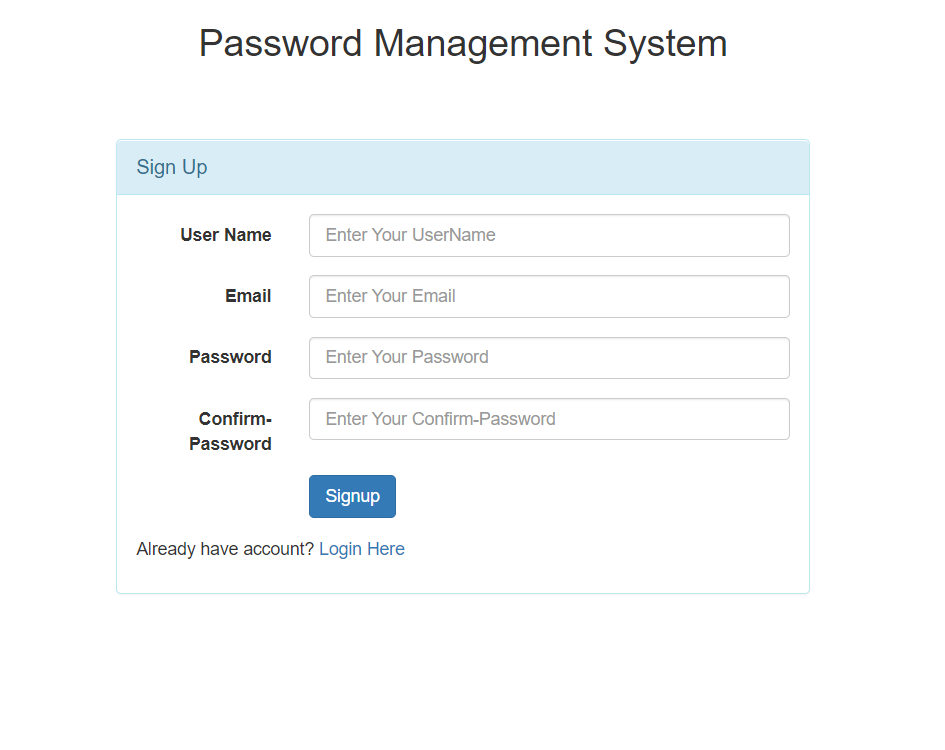 Password Management System
Sign Up
User Name
Enter Your UserName
Email
Enter Your Email
Password
Enter Your Password
Confirm-
Password
Enter Your Confirm-Password
Signup
Already have account? Login Here